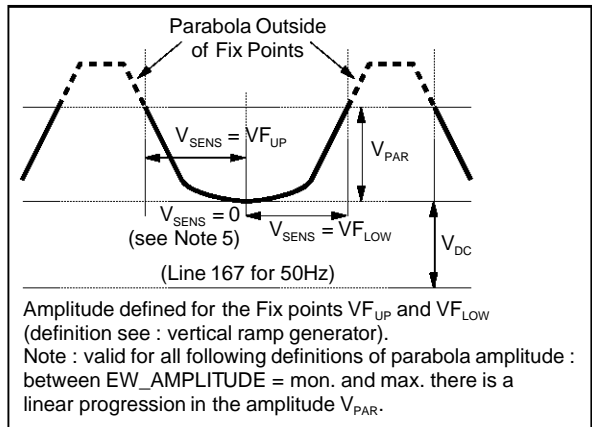 Parabola Outside
of Fix Points
V_SENS = VF_UP
V_PAR
V_SENS = 0
(see Note 5)
V_SENS = VF_LOW
V_DC
(Line 167 for 50Hz)
Amplitude defined for the Fix points VF_UP and VF_LOW
(definition see : vertical ramp generator).
Note : valid for all following definitions of parabola amplitude :
between EW_AMPLITUDE = mon. and max. there is a
linear progression in the amplitude V_PAR.